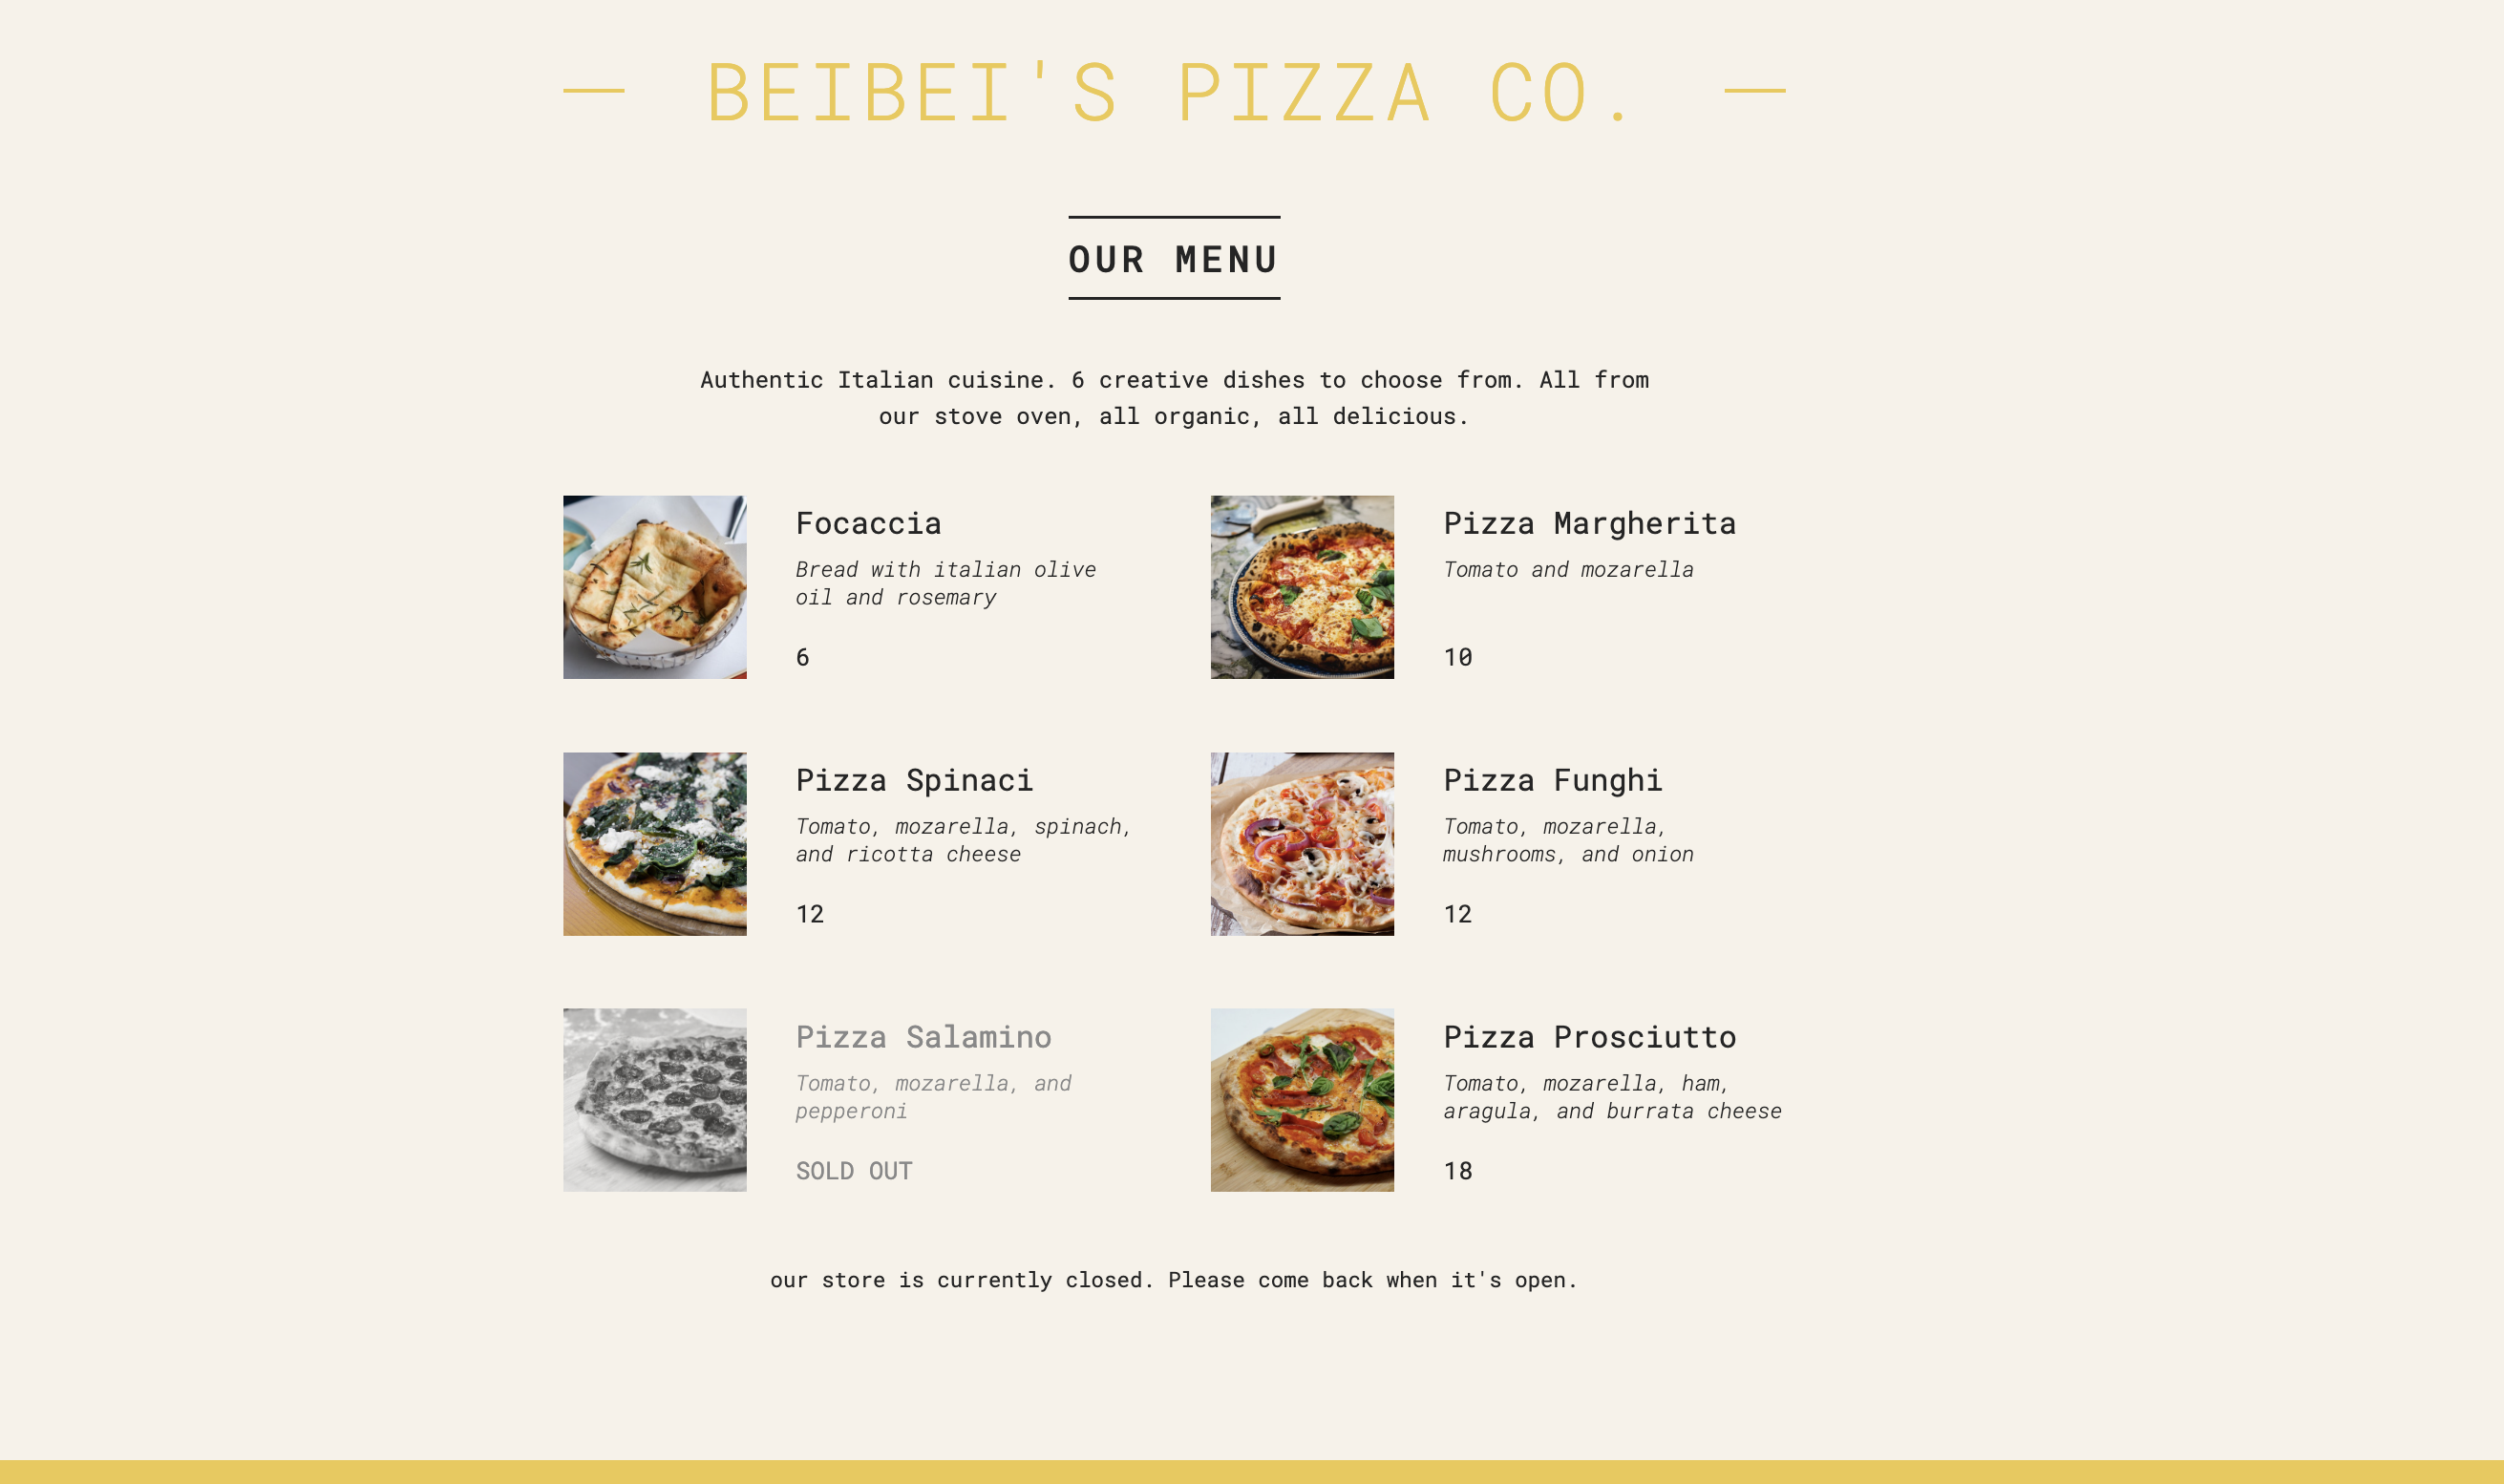 BEIBEI'S PIZZA CO.
OUR MENU
Authentic Italian cuisine. 6 creative dishes to choose from. All from
our stove oven, all organic, all delicious.
Focaccia
Bread with italian olive
oil and rosemary
6
Pizza Margherita
Tomato and mozarella
10
Pizza Spinaci
Tomato, mozarella, spinach,
and ricotta cheese
12
Pizza Funghi
Tomato, mozarella,
mushrooms, and onion
12
Pizza Salamino
Tomato, mozarella, and
pepperoni
SOLD OUT
Pizza Prosciutto
Tomato, mozarella, ham,
aragula, and burrata cheese
18
our store is currently closed. Please come back when it's open.